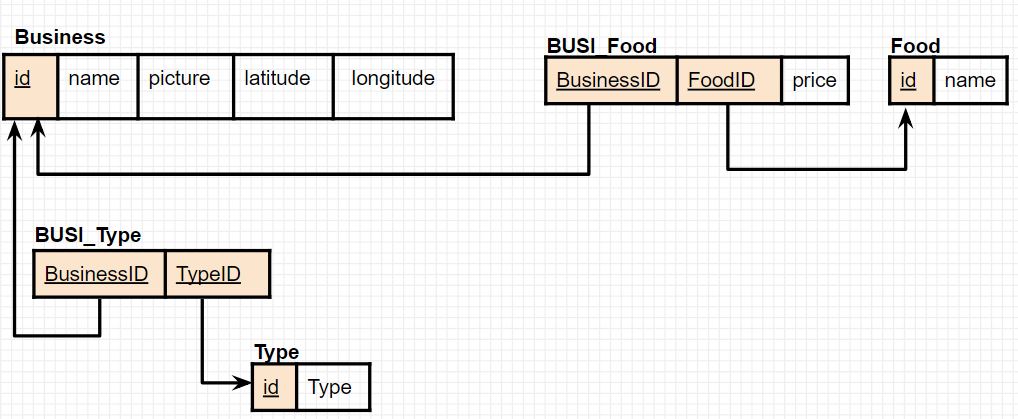 Business
id name picture latitude longitude
BUSI_Food
BusinessID FoodID price
Food
id name
BUSI_Type
BusinessID TypeID
Type
id Type